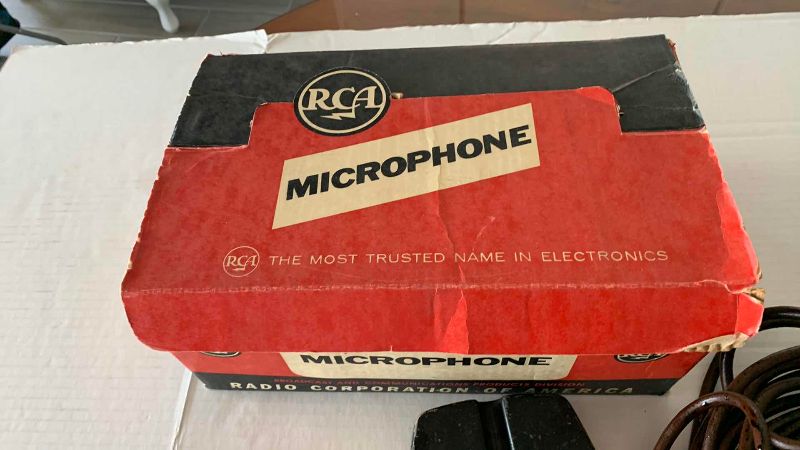 RCA
MICROPHONE
RCA THE MOST TRUSTED NAME IN ELECTRONICS
MICROPHONE
BROADCAST AND COMMUNICATIONS PRODUCTS DIVISION
RADIO CORPORATION OF AMERICA